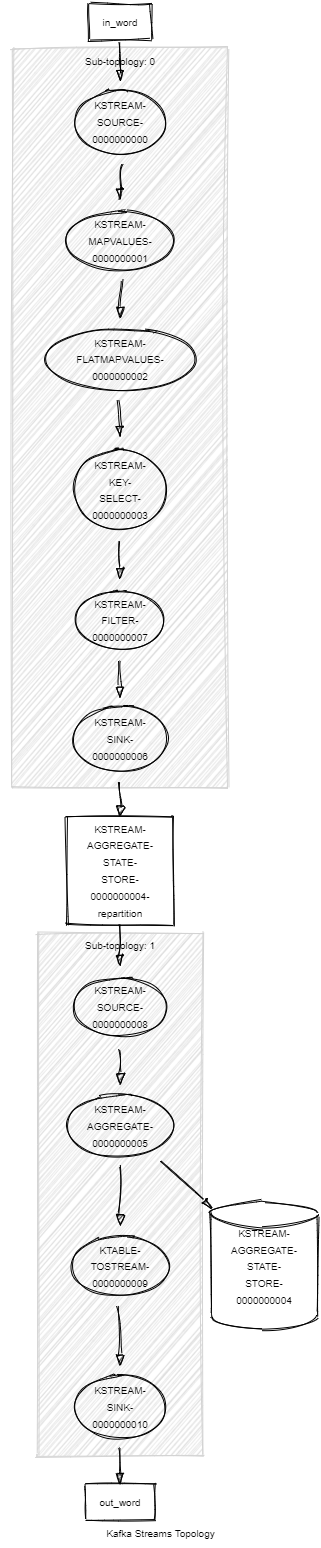 in_word
Sub-topology: 0
KSTREAM-
SOURCE-
0000000000
KSTREAM-
MAPVALUES-
0000000001
KSTREAM-
FLATMAPVALUES-
0000000002
KSTREAM-
KEY-
SELECT-
0000000003
KSTREAM-
FILTER-
0000000007
KSTREAM-
SINK-
0000000006
KSTREAM-
AGGREGATE-
STATE-
STORE-
0000000004-
repartition
Sub-topology: 1
KSTREAM-
SOURCE-
0000000008
KSTREAM-
AGGREGATE-
0000000005
KSTREAM-
AGGREGATE-
STATE-
STORE-
0000000004
KTABLE-
TOSTREAM-
0000000009
KSTREAM-
SINK-
0000000010
out_word
Kafka Streams Topology